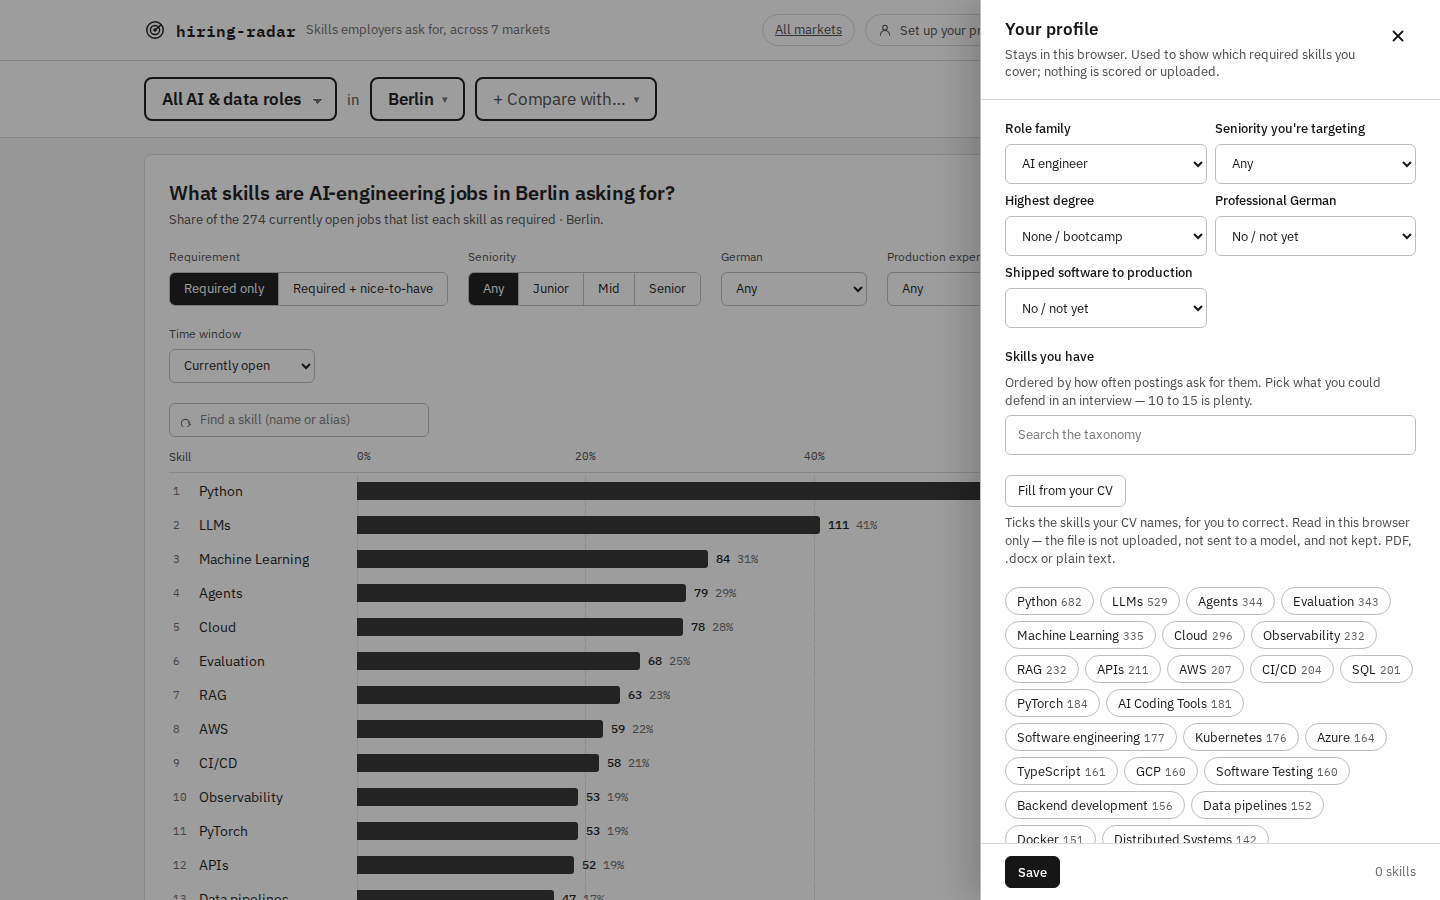 hiring-radar Skills employers ask for, across 7 markets
All markets
Set up your pr
All AI & data roles in Berlin + Compare with...
What skills are AI-engineering jobs in Berlin asking for?
Share of the 274 currently open jobs that list each skill as required · Berlin.
Requirement Seniority German Production exper
Required only Required + nice-to-have Any Junior Mid Senior Any Any
Time window
Currently open
Find a skill (name or alias)
Skill 0% 20% 40%
1 Python
2 LLMs 111 41%
3 Machine Learning 84 31%
4 Agents 79 29%
5 Cloud 78 28%
6 Evaluation 68 25%
7 RAG 63 23%
8 AWS 59 22%
9 CI/CD 58 21%
10 Observability 53 19%
11 PyTorch 53 19%
12 APIs 52 19%
13 Data pipelines 47 17%
Your profile
Stays in this browser. Used to show which required skills you
cover; nothing is scored or uploaded.
Role family Seniority you're targeting
AI engineer Any
Highest degree Professional German
None / bootcamp No / not yet
Shipped software to production
No / not yet
Skills you have
Ordered by how often postings ask for them. Pick what you could
defend in an interview — 10 to 15 is plenty.
Search the taxonomy
Fill from your CV
Ticks the skills your CV names, for you to correct. Read in this browser
only — the file is not uploaded, not sent to a model, and not kept. PDF,
.docx or plain text.
Python 682 LLMs 529 Agents 344 Evaluation 343
Machine Learning 335 Cloud 296 Observability 232
RAG 232 APIs 211 AWS 207 CI/CD 204 SQL 201
PyTorch 184 AI Coding Tools 181
Software engineering 177 Kubernetes 176 Azure 164
TypeScript 161 GCP 160 Software Testing 160
Backend development 156 Data pipelines 152
Docker 151 Distributed Systems 142
Save 0 skills